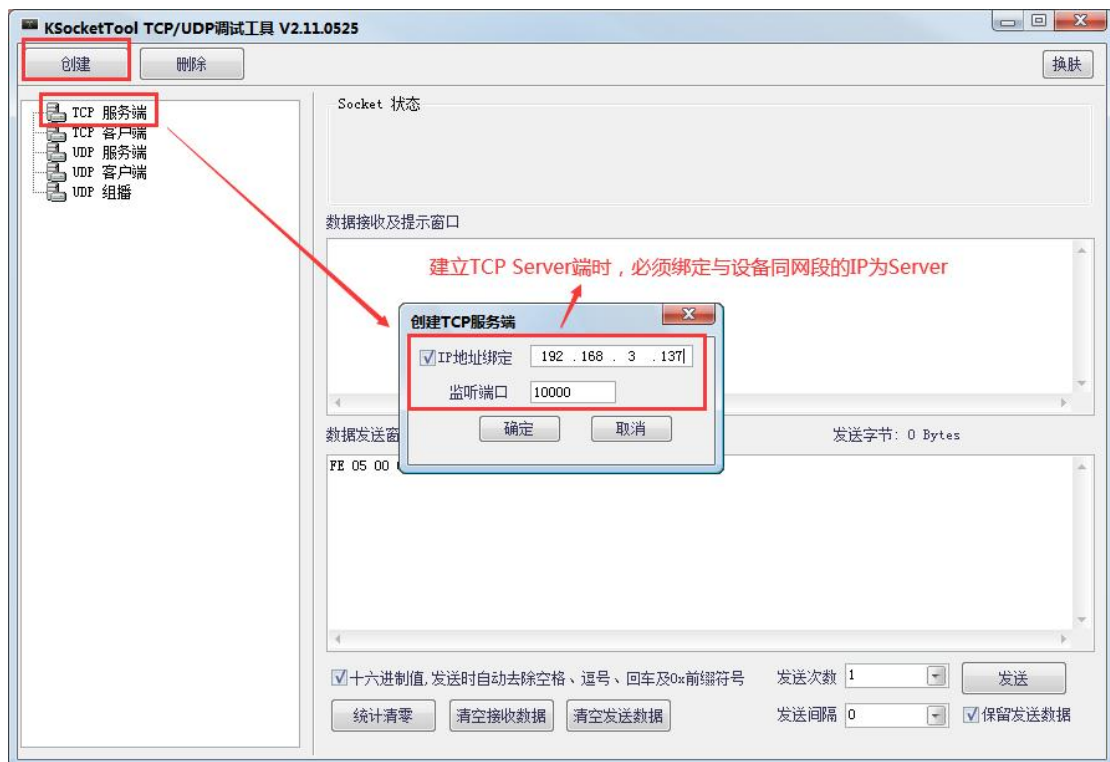 KSocketTool TCP/UDP调试工具 V2.11.0525
创建
删除
换肤
TCP 服务端
TCP 客户端
UDP 服务端
UDP 客户端
UDP 组播
Socket 状态
数据接收及提示窗口
建立TCP Server端时，必须绑定与设备同网段的IP为Server
创建TCP服务端
IP地址绑定 192 . 168 . 3 . 137
监听端口 10000
确定
取消
数据发送窗
发送字节: 0 Bytes
FE 05 00
十六进制值,发送时自动去除空格、逗号、回车及0x前缀符号
发送次数 1
发送
统计清零
清空接收数据
清空发送数据
发送间隔 0
保留发送数据